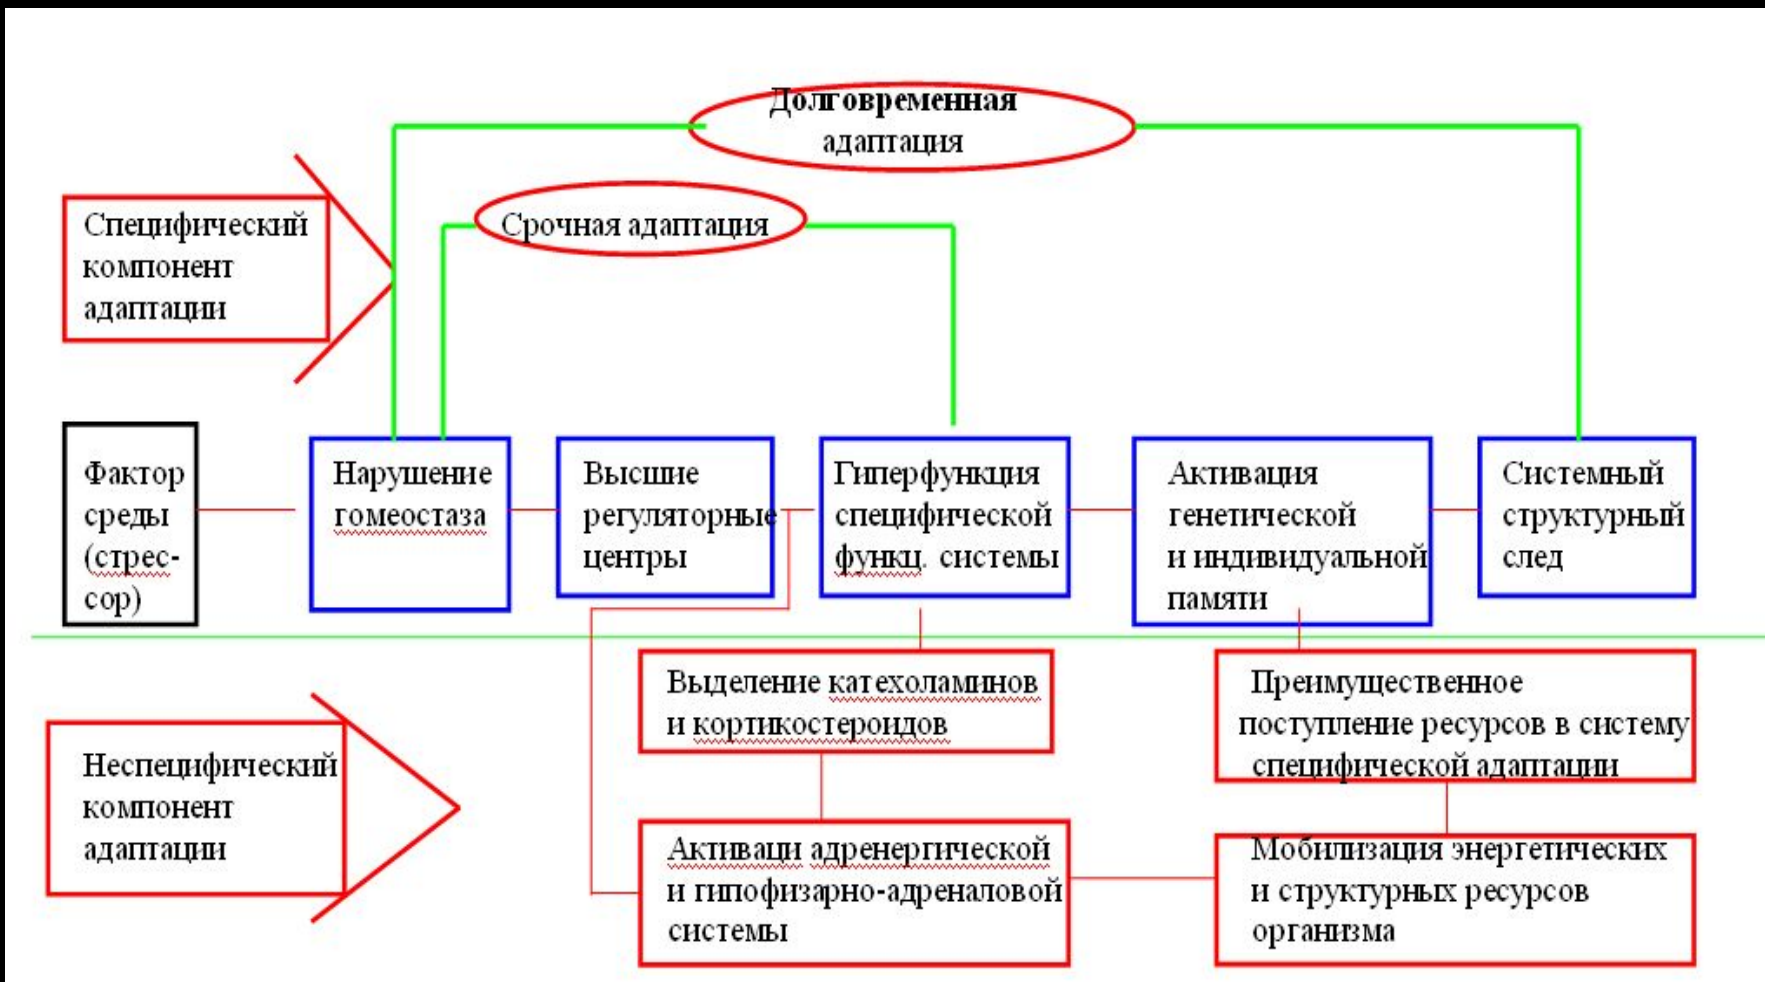 Долговременная
адаптация
Срочная адаптация
Специфический
компонент
адаптации
Фактор
среды
(стрес-
сор)
Нарушение
гомеостаза
Высшие
регуляторные
центры
Гиперфункция
специфической
функц. системы
Активация
генетической
и индивидуальной
памяти
Системный
структурный
след
Неспецифический
компонент
адаптации
Выделение катехоламинов
и кортикостероидов
Преимущественное
поступление ресурсов в систему
специфической адаптации
Активаци адренергической
и гипофизарно-адреналовой
системы
Мобилизация энергетических
и структурных ресурсов
организма